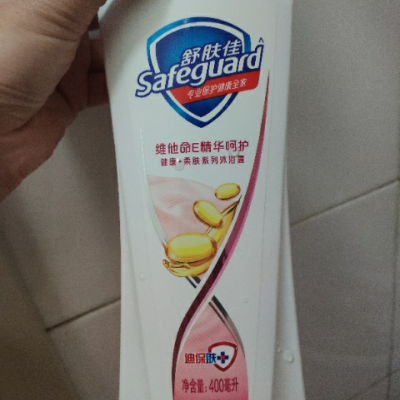 舒肤佳
Safeguard
专业保护健康全家
维他命E精华呵护
健康+柔肤系列沐浴露
迪保肤+
净含量:400毫升